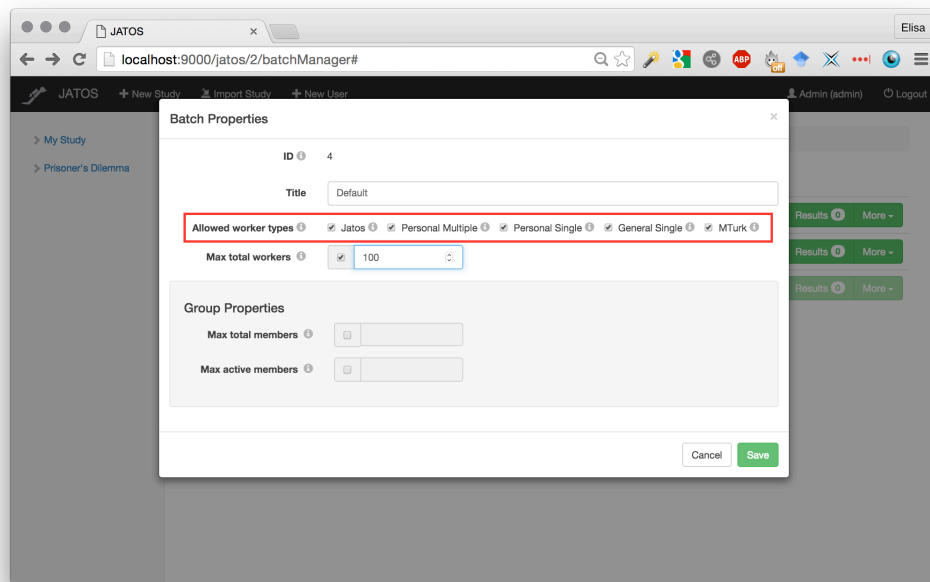 JATOS
Elisa
localhost:9000/jatos/2/batchManager#
ABP
off
JATOS + New Study Import Study + New User Admin (admin) Logout
Batch Properties ×
My Study
ID 4
Prisoner's Dilemma
Title Default
Results 0 More
Allowed worker types Jatos Personal Multiple Personal Single General Single MTurk
Results 0 More
Max total workers 100
Results 0 More
Group Properties
Max total members
Max active members
Cancel Save